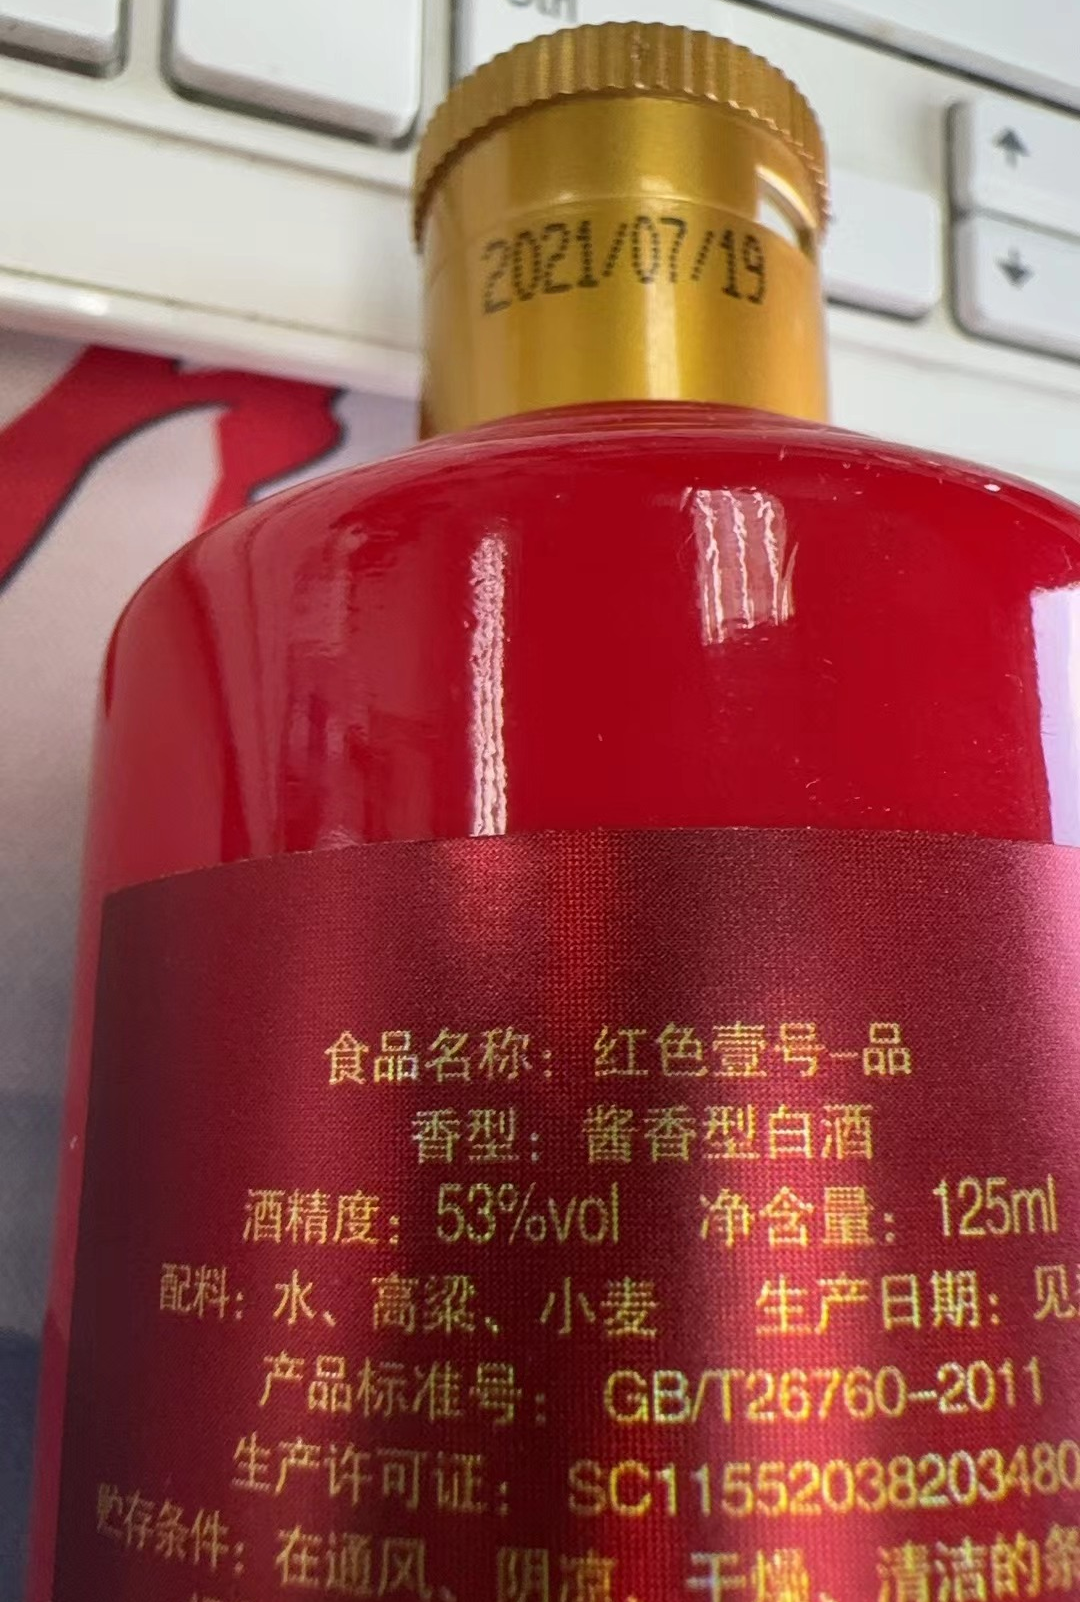 2021/07/19
食品名称：红色壹号-品
香型：酱香型白酒
酒精度：53%vol 净含量：125ml
配料：水、高粱、小麦 生产日期：见
产品标准号：GB/T26760-2011
生产许可证：SC11552038203480
贮存条件：在通风、阴凉、干燥、清洁的